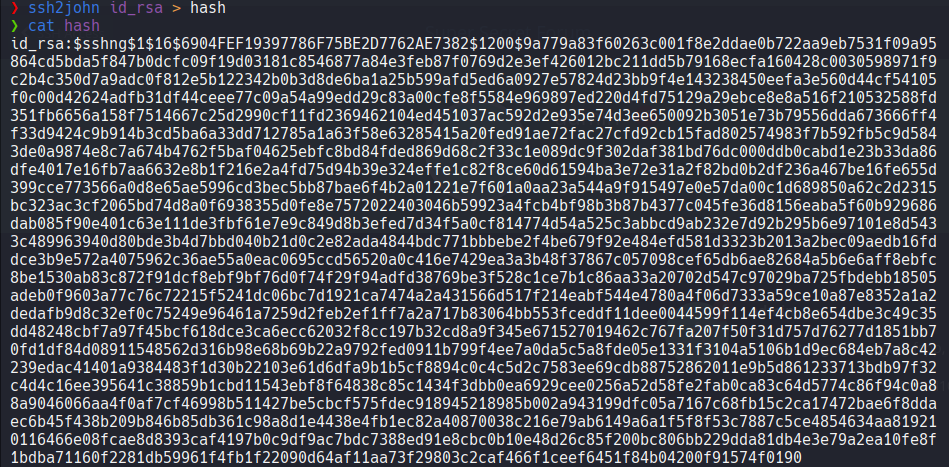 ❯ ssh2john id_rsa > hash
❯ cat hash
id_rsa:$sshng$1$16$6904FEF19397786F75BE2D7762AE7382$1200$9a779a83f60263c001f8e2ddae0b722aa9eb7531f09a95
864cd5bda5f847b0dcfc09f19d03181c8546877a84e3feb87f0769d2e3ef426012bc211dd5b79168ecfa160428c0030598971f9
c2b4c350d7a9adc0f812e5b122342b0b3d8de6ba1a25b599afd5ed6a0927e57824d23bb9f4e143238450eefa3e560d44cf54105
f0c00d42624adfb31df44ceee77c09a54a99edd29c83a00cfe8f5584e969897ed220d4fd75129a29ebce8e8a516f210532588fd
351fb6656a158f7514667c25d2990cf11fd2369462104ed451037ac592d2e935e74d3ee650092b3051e73b79556dda673666ff4
f33d9424c9b914b3cd5ba6a33dd712785a1a63f58e63285415a20fed91ae72fac27cfd92cb15fad802574983f7b592fb5c9d584
3de0a9874e8c7a674b4762f5baf04625ebfc8bd84fded869d68c2f33c1e089dc9f302daf381bd76dc000ddb0cabd1e23b33da86
dfe4017e16fb7aa6632e8b1f216e2a4fd75d94b39e324effe1c82f8ce60d61594ba3e72e31a2f82bd0b2df236a467be16fe655d
399cce773566a0d8e65ae5996cd3bec5bb87bae6f4b2a01221e7f601a0aa23a544a9f915497e0e57da00c1d689850a62c2d2315
bc323ac3cf2065bd74d8a0f6938355d0fe8e7572022403046b59923a4fcb4bf98b3b87b4377c045fe36d8156eaba5f60b929686
dab085f90e401c63e111de3fbf61e7e9c849d8b3efed7d34f5a0cf814774d54a525c3abbcd9ab232e7d92b295b6e97101e8d543
3c489963940d80bde3b4d7bbd040b21d0c2e82ada4844bdc771bbbebe2f4be679f92e484efd581d3323b2013a2bec09aedb16fd
dce3b9e572a4075962c36ae55a0eac0695ccd56520a0c416e7429ea3a3b48f37867c057098cef65db6ae82684a5b6e6aff8ebfc
8be1530ab83c872f91dcf8ebf9bf76d0f74f29f94adfd38769be3f528c1ce7b1c86aa33a20702d547c97029ba725fbdebb18505
adeb0f9603a77c76c72215f5241dc06bc7d1921ca7474a2a431566d517f214eabf544e4780a4f06d7333a59ce10a87e8352a1a2
dedafb9d8c32ef0c75249e96461a7259d2feb2ef1ff7a2a717b83064bb553fceddf11dee0044599f114ef4cb8e654dbe3c49c35
dd48248cbf7a97f45bcf618dce3ca6ecc62032f8cc197b32cd8a9f345e671527019462c767fa207f50f31d757d76277d1851bb7
0fd1df84d08911548562d316b98e68b69b22a9792fed0911b799f4ee7a0da5c5a8fde05e1331f3104a5106b1d9ec684eb7a8c42
239edac41401a9384483f1d30b22103e61d6dfa9b1b5cf8894c0c4c5d2c7583ee69cdb88752862011e9b5d861233713bdb97f32
c4d4c16ee395641c38859b1cbd11543ebf8f64838c85c1434f3dbb0ea6929cee0256a52d58fe2fab0ca83c64d5774c86f94c0a8
8a9046066aa4f0af7cf46998b511427be5cbcf575fdec918945218985b002a943199dfc05a7167c68fb15c2ca17472bae6f8dda
ec6b45f438b209b846b85db361c98a8d1e4438e4fb1ec82a40870038c216e79ab6149a6a1f5f8f53c7887c5ce4854634aa81921
0116466e08fcae8d8393caf4197b0c9df9ac7bdc7388ed91e8cbc0b10e48d26c85f200bc806bb229dda81db4e3e79a2ea10fe8f
1bdba71160f2281db59961f4fb1f22090d64af11aa73f29803c2caf466f1ceef6451f84b04200f91574f0190